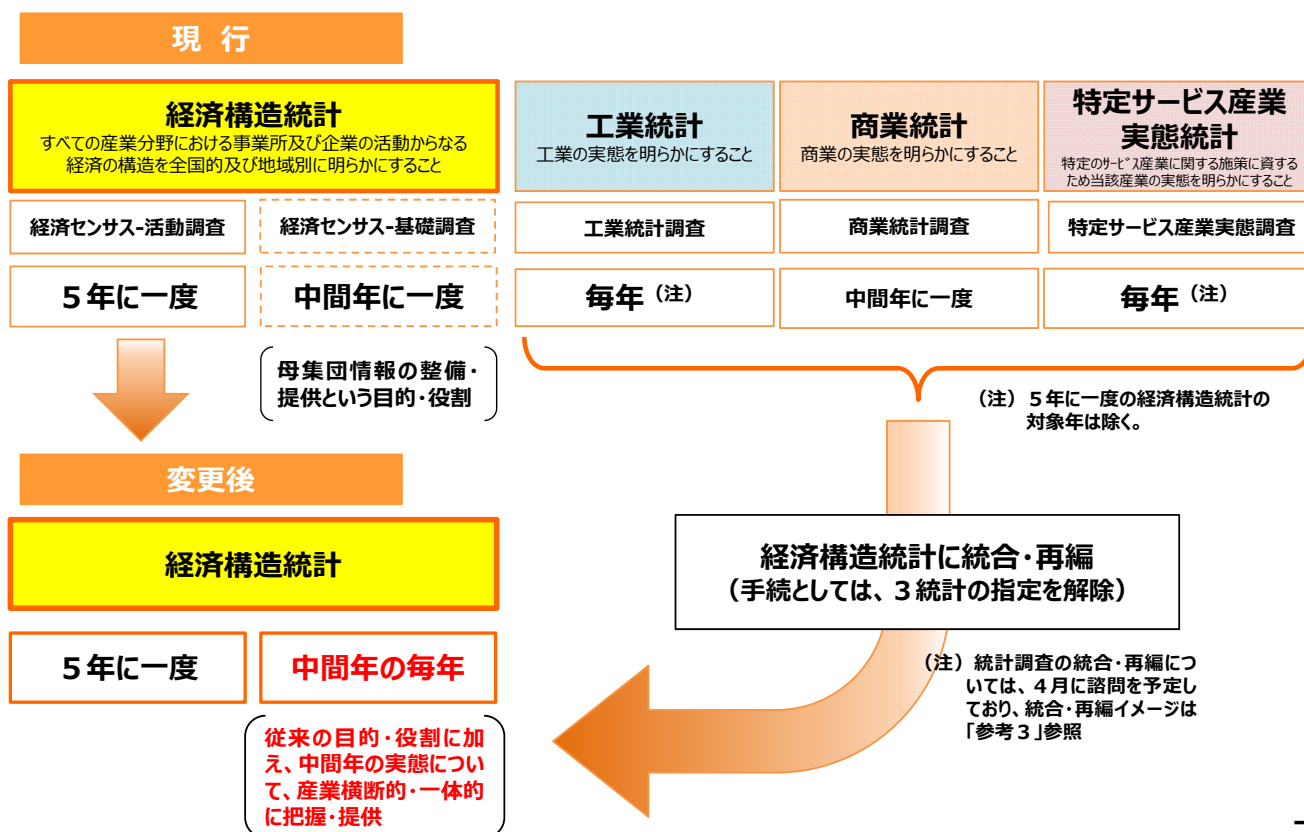 現 行
経済構造統計
すべての産業分野における事業所及び企業の活動からなる
経済の構造を全国的及び地域別に明らかにすること
工業統計
工業の実態を明らかにすること
商業統計
商業の実態を明らかにすること
特定サービス産業
実態統計
特定のサービス産業に関する施策に資する
ため当該産業の実態を明らかにすること
経済センサス-活動調査
経済センサス-基礎調査
工業統計調査
商業統計調査
特定サービス産業実態調査
5年に一度
中間年に一度
毎年（注）
中間年に一度
毎年（注）
母集団情報の整備・
提供という目的・役割
（注）5年に一度の経済構造統計の
対象年は除く。
変更後
経済構造統計
経済構造統計に統合・再編
（手続としては、3統計の指定を解除）
5年に一度
中間年の毎年
（注）統計調査の統合・再編につ
いては、4月に諮問を予定し
ており、統合・再編イメージは
「参考3」参照
従来の目的・役割に加
え、中間年の実態につい
て、産業横断的・一体的
に把握・提供